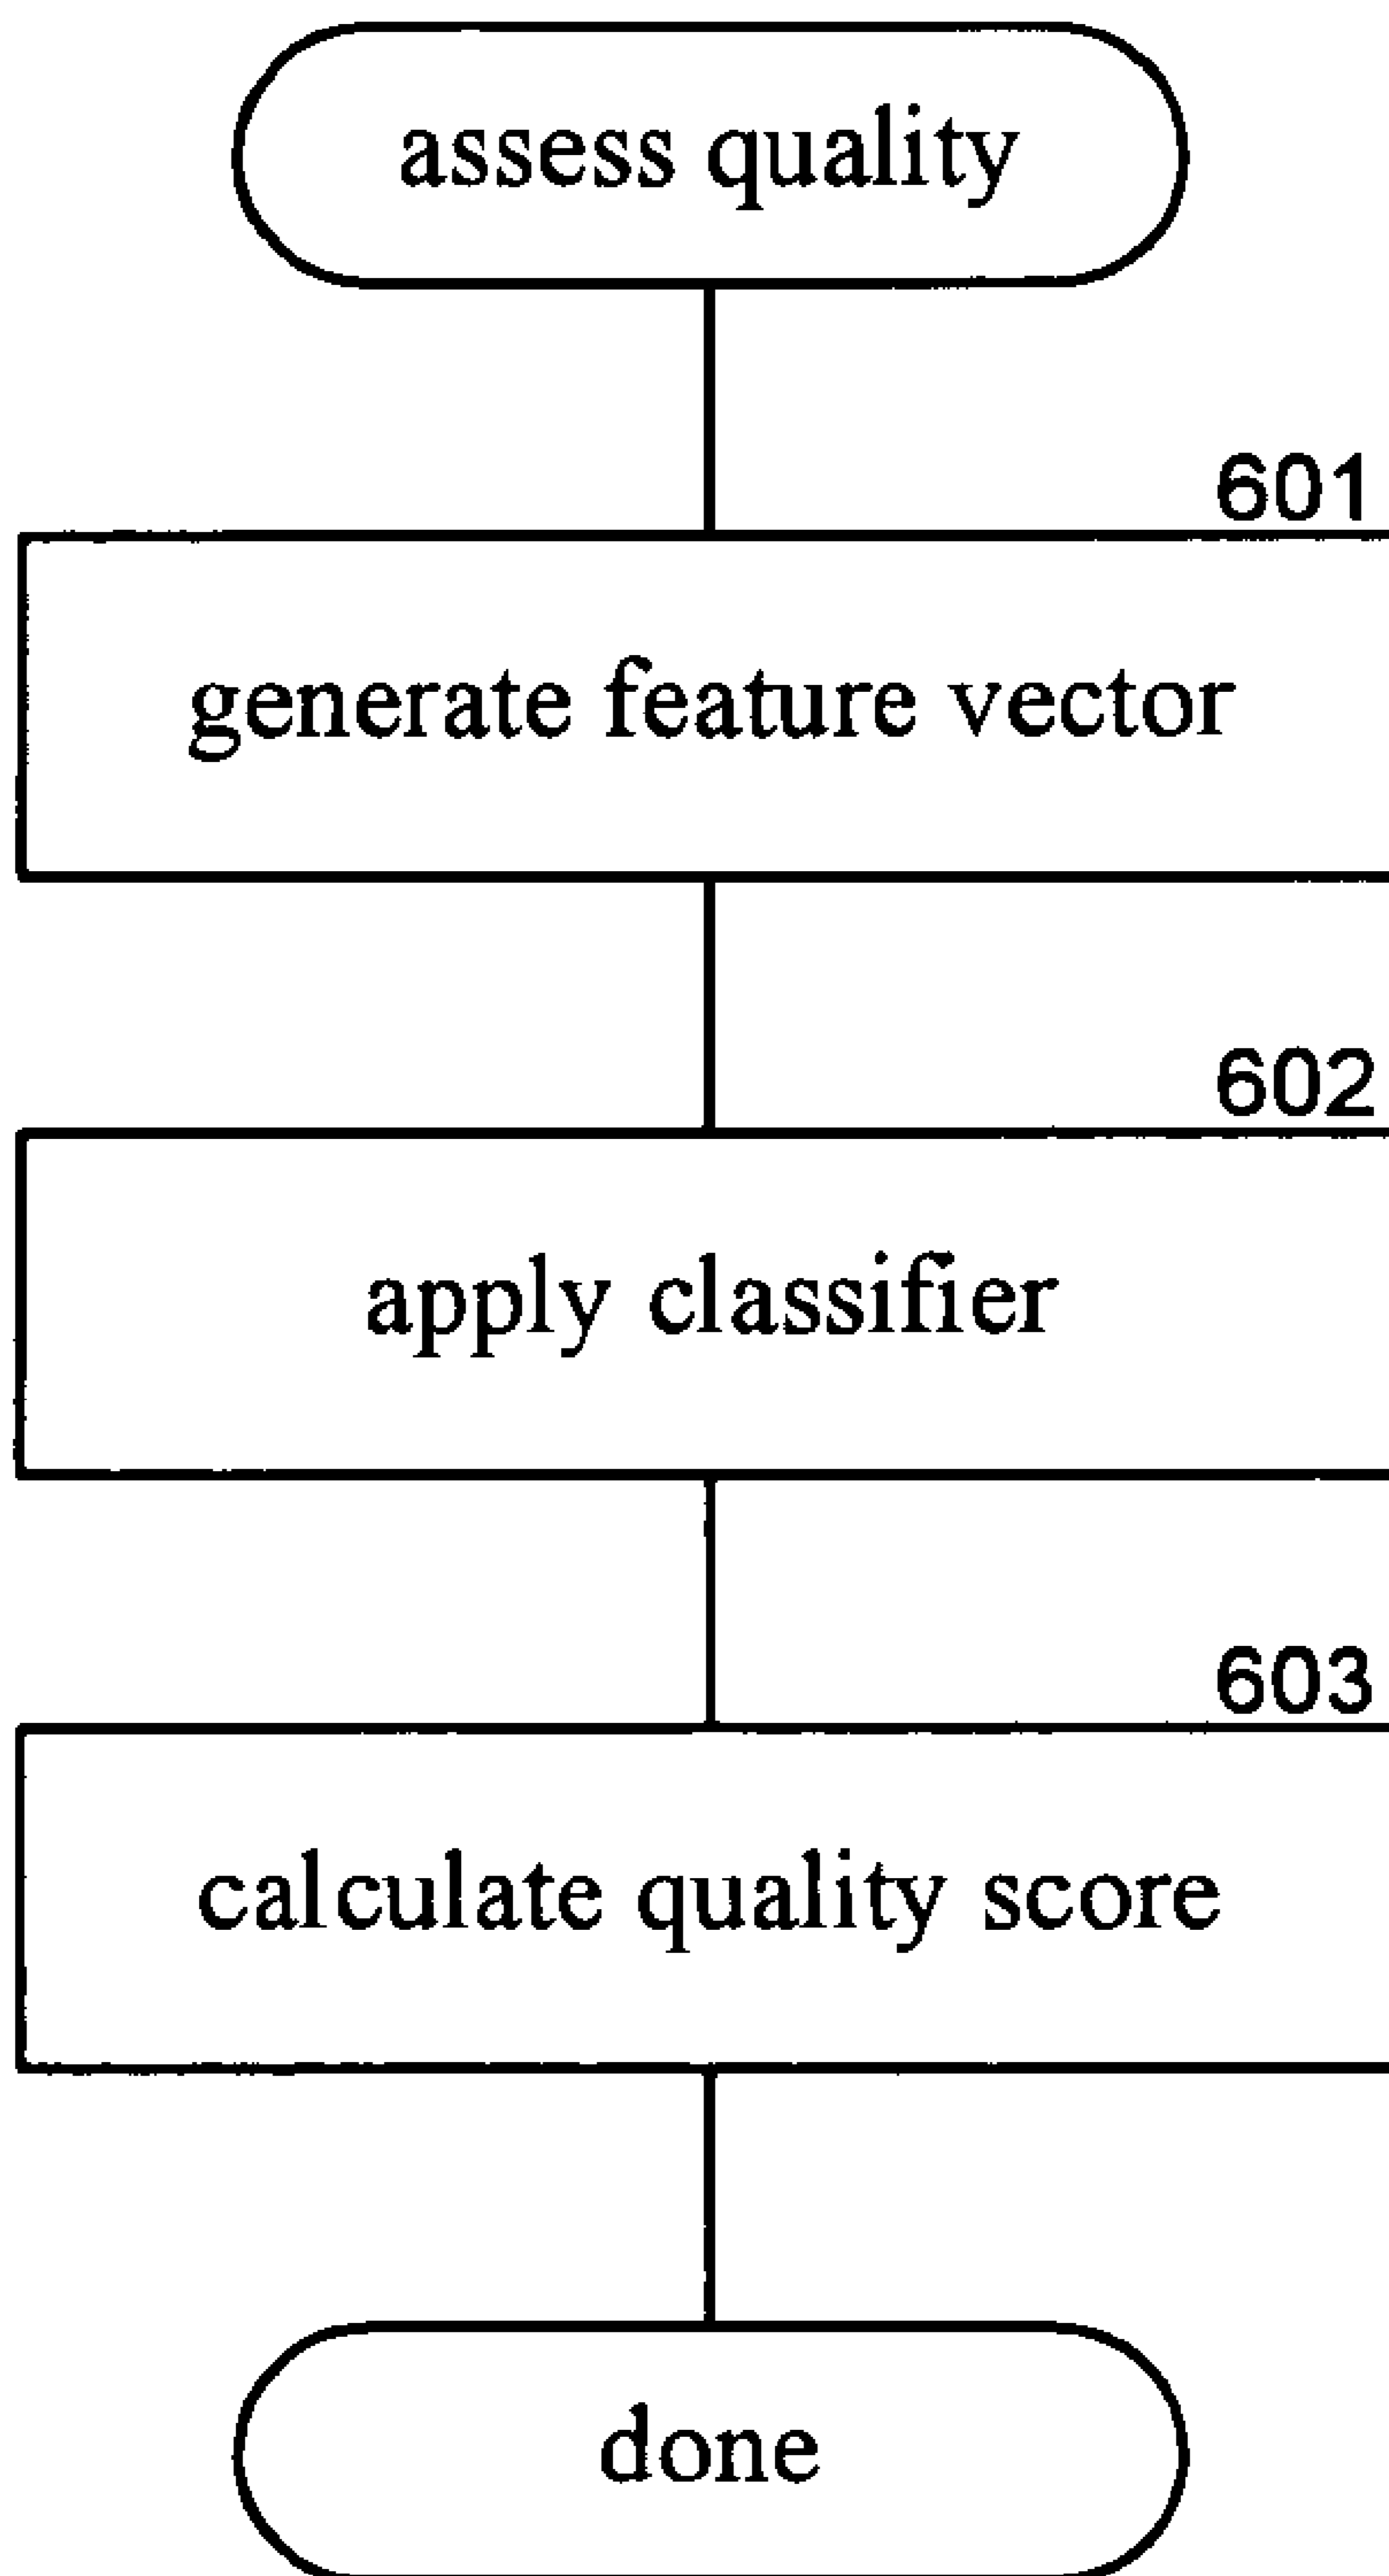 assess quality
601
generate feature vector
602
apply classifier
603
calculate quality score
done